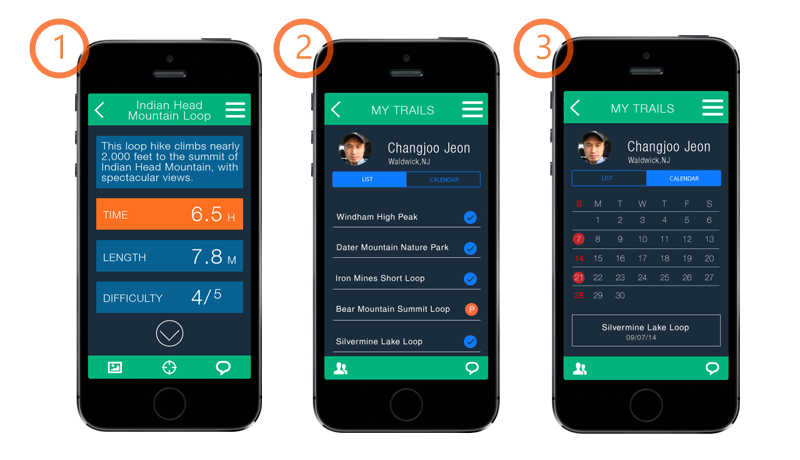 1
Indian Head
Mountain Loop
This loop hike climbs nearly
2,000 feet to the summit of
Indian Head Mountain, with
spectacular views.
TIME 6.5 H
LENGTH 7.8 M
DIFFICULTY 4/5
2
MY TRAILS
Changjoo Jeon
Waldwick,NJ
LIST CALENDAR
Windham High Peak
Dater Mountain Nature Park
Iron Mines Short Loop
Bear Mountain Summit Loop P
Silvermine Lake Loop
3
MY TRAILS
Changjoo Jeon
Waldwick,NJ
LIST CALENDAR
S M T W T F S
1 2 3 4 5 6
7 8 9 10 11 12 13
14 15 16 17 18 19 20
21 22 23 24 25 26 27
28 29 30
Silvermine Lake Loop
09/07/14